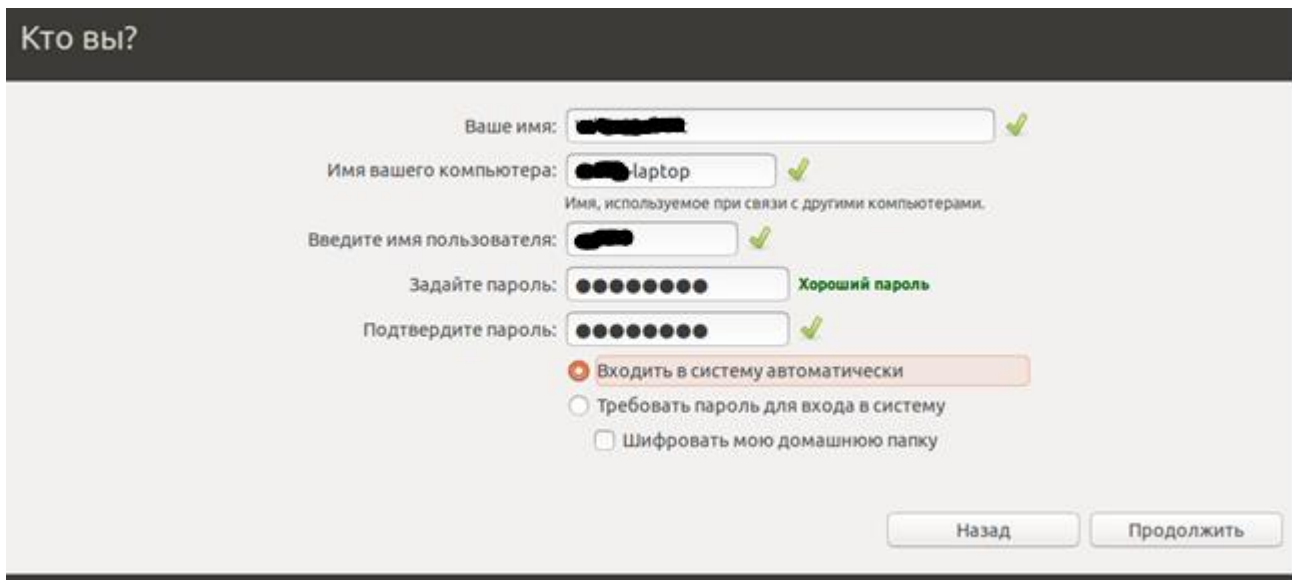 Кто вы?
Ваше имя:
Имя вашего компьютера: laptop
Имя, используемое при связи с другими компьютерами.
Введите имя пользователя:
Задайте пароль: ●●●●●●●● Хороший пароль
Подтвердите пароль: ●●●●●●●●
Входить в систему автоматически
Требовать пароль для входа в систему
Шифровать мою домашнюю папку
Назад Продолжить